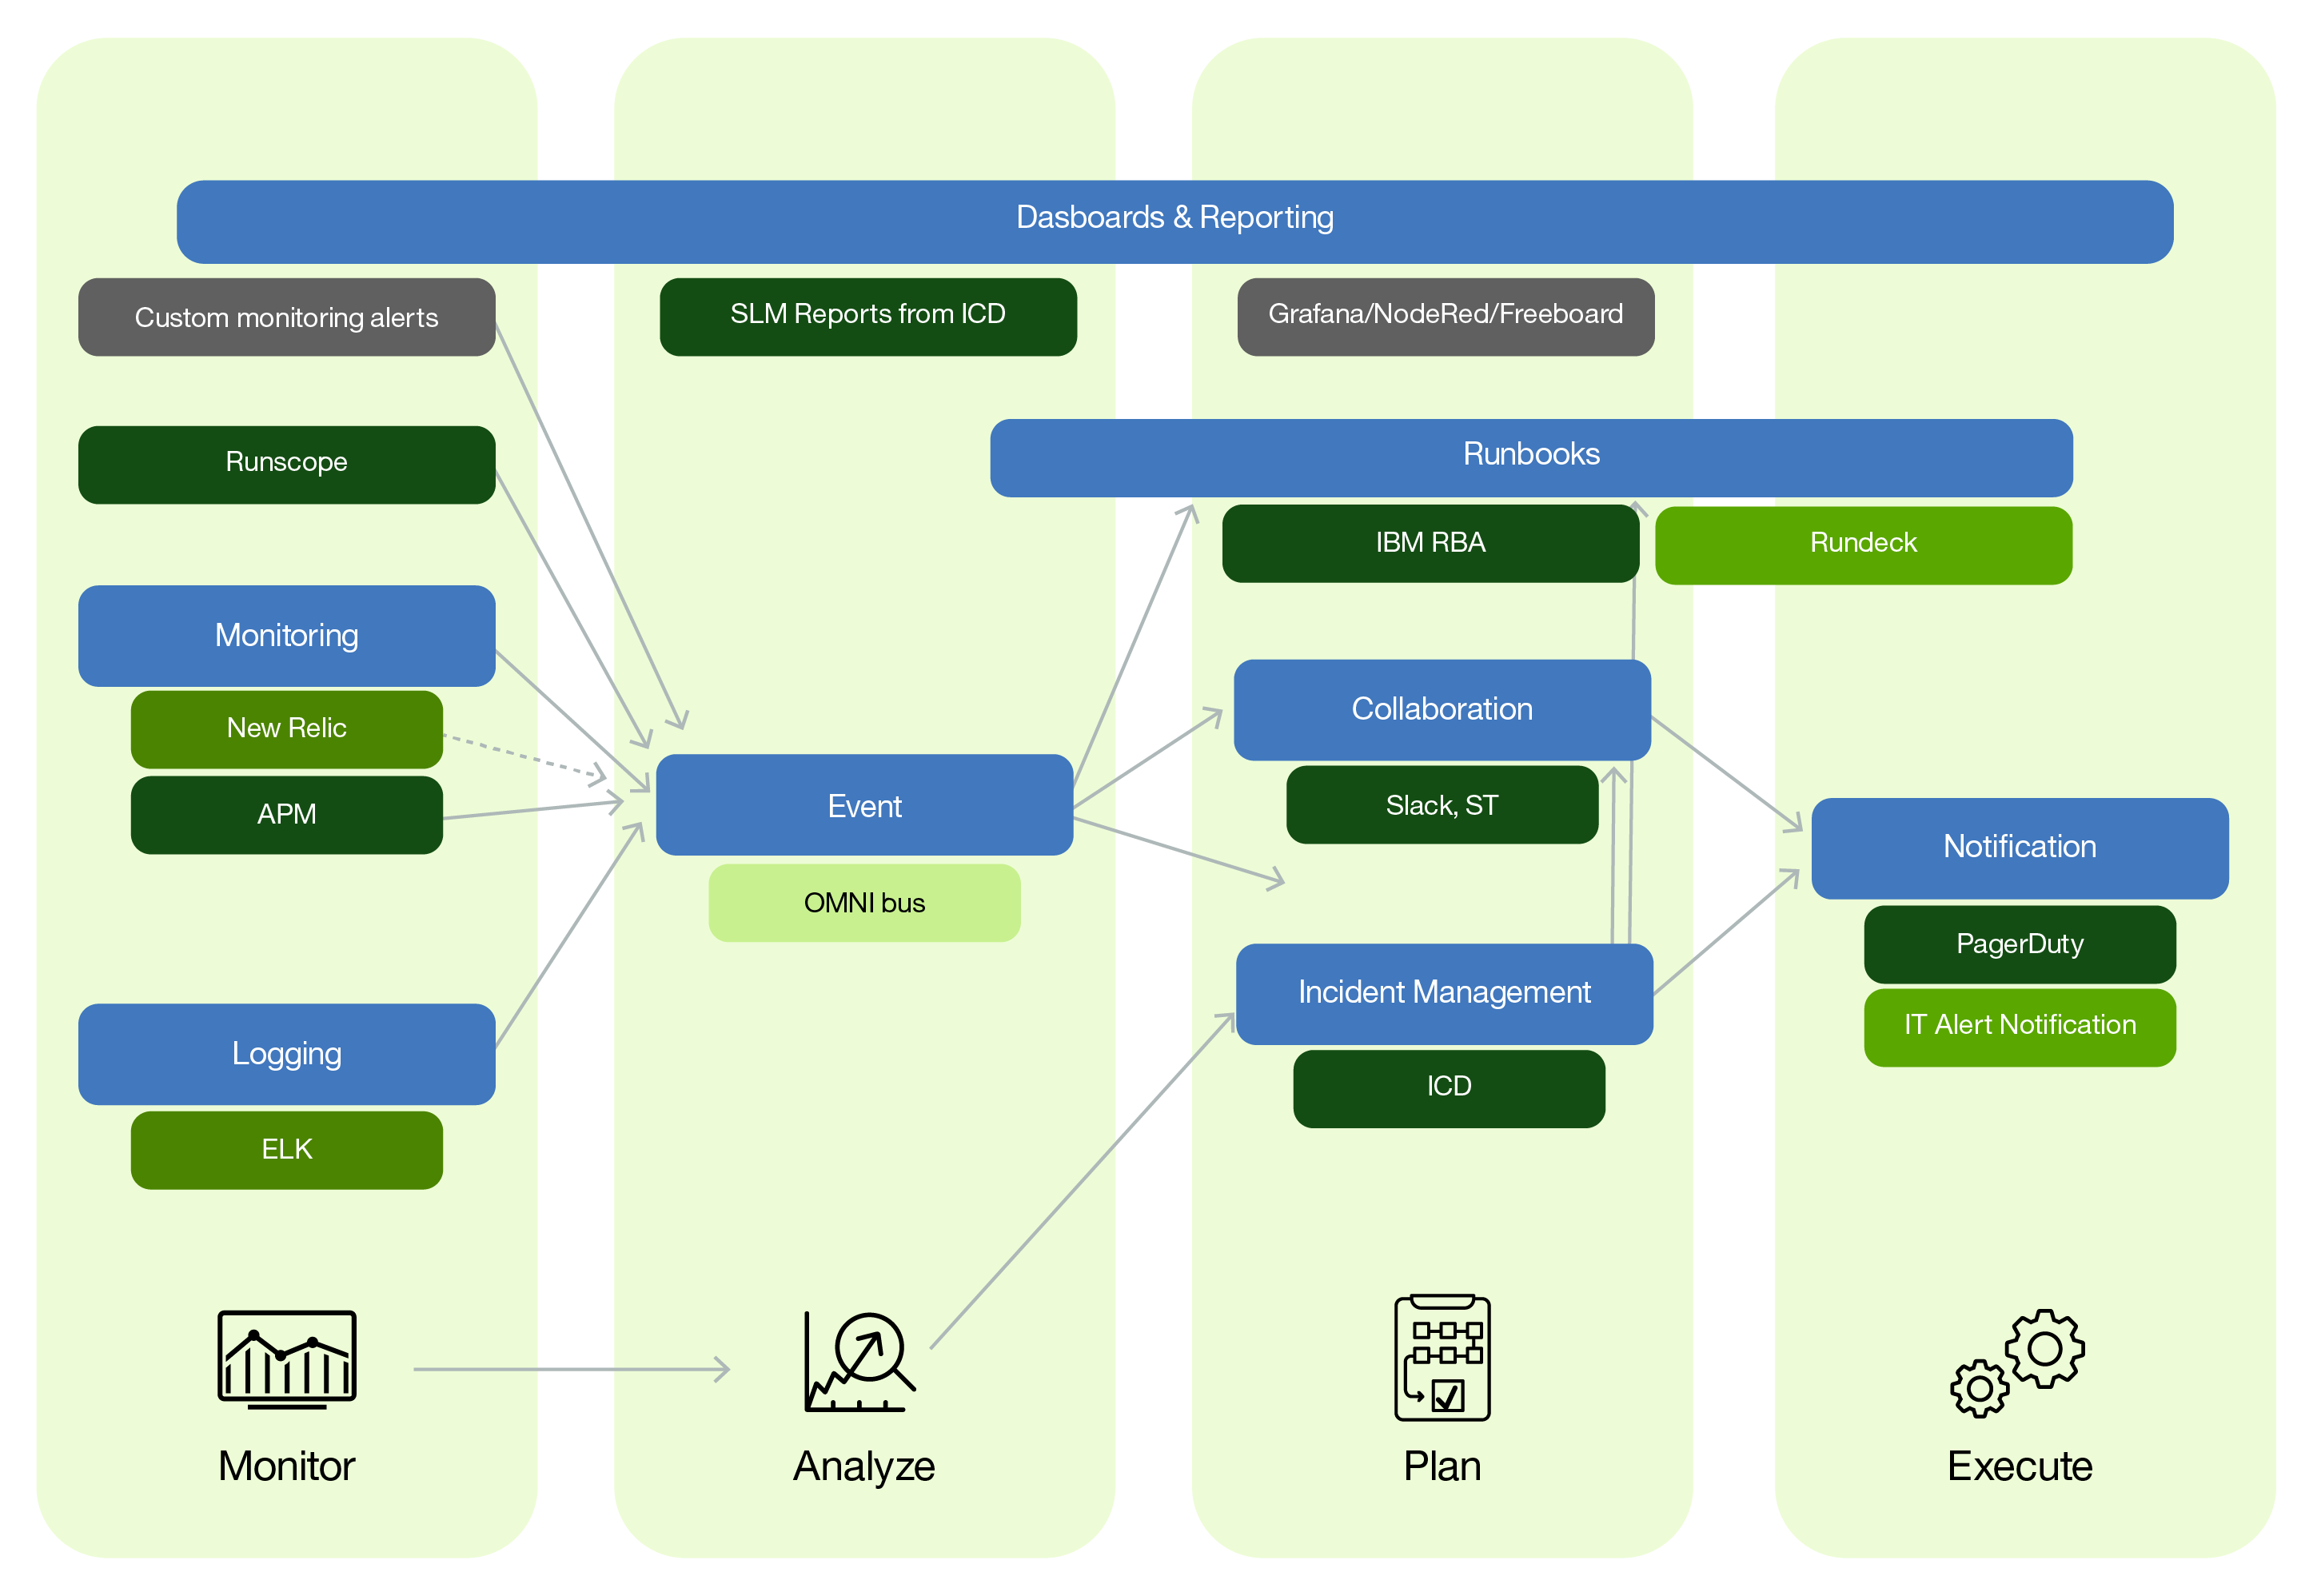 Dasboards & Reporting
Custom monitoring alerts
SLM Reports from ICD
Grafana/NodeRed/Freeboard
Runscope
Runbooks
IBM RBA
Rundeck
Monitoring
New Relic
APM
Collaboration
Slack, ST
Event
OMNI bus
Notification
PagerDuty
IT Alert Notification
Incident Management
ICD
Logging
ELK
Monitor
Analyze
Plan
Execute